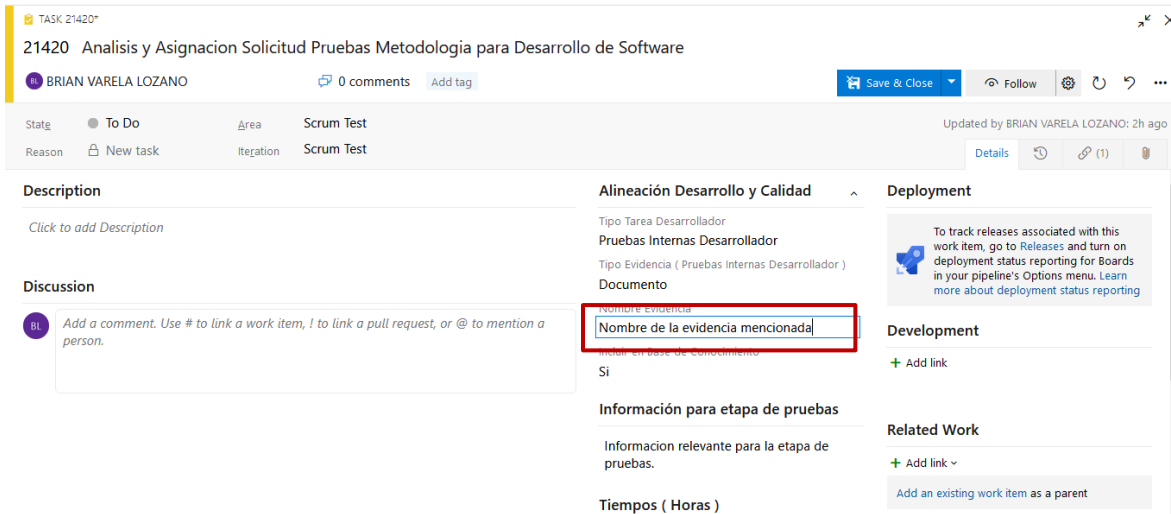 TASK 21420*
21420 Analisis y Asignacion Solicitud Pruebas Metodologia para Desarrollo de Software
BL BRIAN VARELA LOZANO
0 comments
Add tag
Save & Close
Follow
State To Do
Area Scrum Test
Updated by BRIAN VARELA LOZANO: 2h ago
Reason New task
Iteration Scrum Test
Details
(1)
Description
Click to add Description
Discussion
BL
Add a comment. Use # to link a work item, ! to link a pull request, or @ to mention a
person.
Alineación Desarrollo y Calidad
Tipo Tarea Desarrollador
Pruebas Internas Desarrollador
Tipo Evidencia ( Pruebas Internas Desarrollador )
Documento
Nombre Evidencia
Nombre de la evidencia mencionada
Incluir en Base de Conocimiento
Si
Información para etapa de pruebas
Informacion relevante para la etapa de
pruebas.
Tiempos ( Horas )
Deployment
To track releases associated with this
work item, go to Releases and turn on
deployment status reporting for Boards
in your pipeline's Options menu. Learn
more about deployment status reporting
Development
+ Add link
Related Work
+ Add link
Add an existing work item as a parent